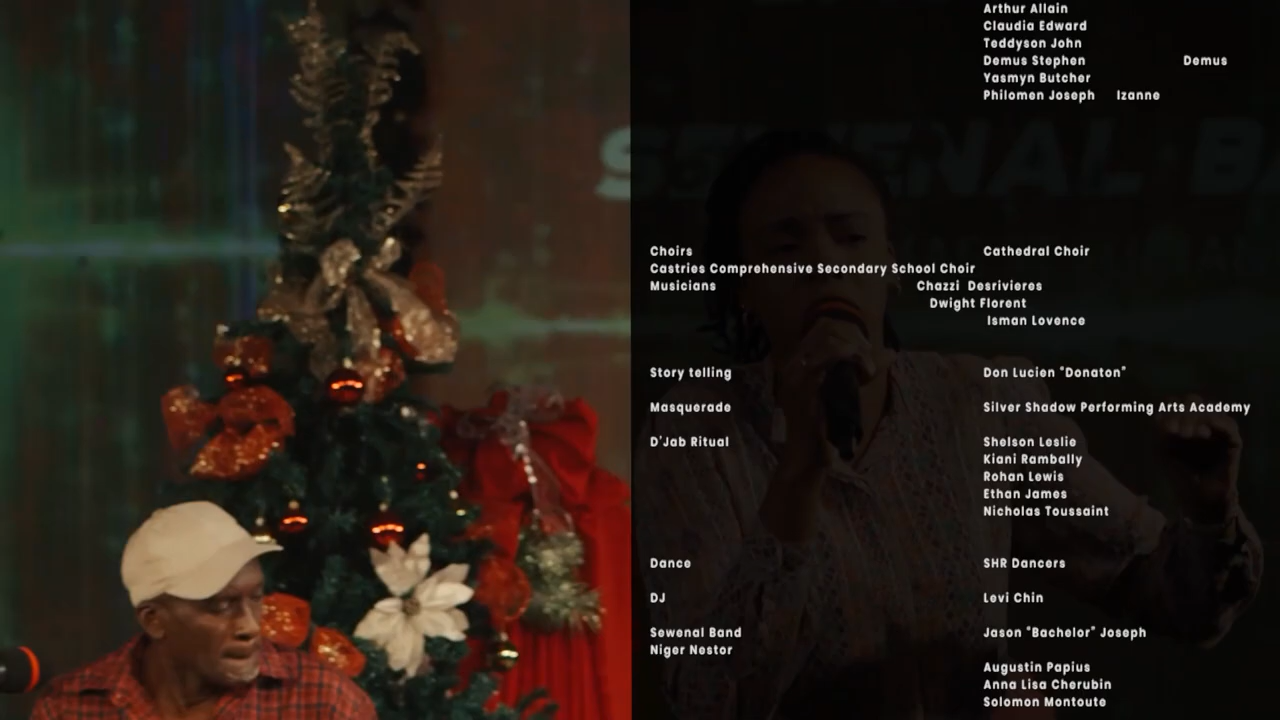 Arthur Allain
Claudia Edward
Teddyson John
Demus Stephen Demus
Yasmyn Butcher
Philomen Joseph Izanne
Choirs Cathedral Choir
Castries Comprehensive Secondary School Choir
Musicians Chazzi Desrivieres
Dwight Florent
Isman Lovence
Story telling Don Lucien "Donaton"
Masquerade Silver Shadow Performing Arts Academy
D'Jab Ritual Shelson Leslie
Kiani Rambally
Rohan Lewis
Ethan James
Nicholas Toussaint
Dance SHR Dancers
DJ Levi Chin
Sewenal Band Jason "Bachelor" Joseph
Niger Nestor
Augustin Papius
Anna Lisa Cherubin
Solomon Montoute